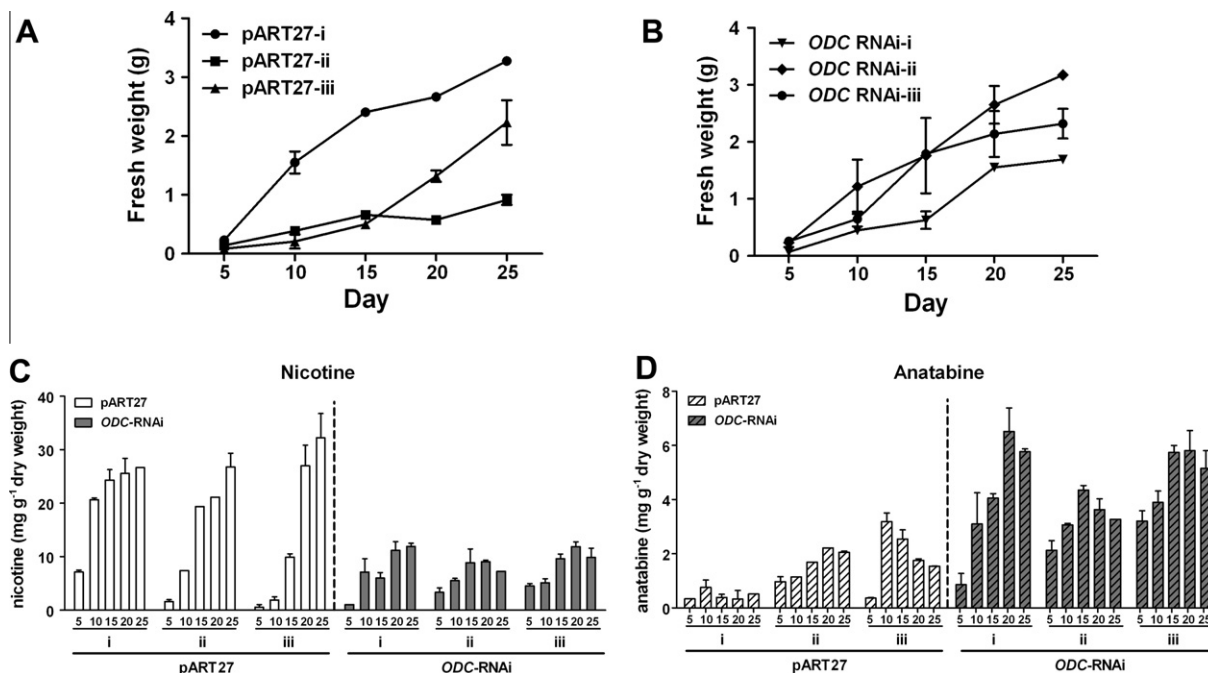 A
pART27-i
pART27-ii
pART27-iii
Fresh weight (g)
4
3
2
1
0
5 10 15 20 25
Day
B
ODC RNAi-i
ODC RNAi-ii
ODC RNAi-iii
Fresh weight (g)
4
3
2
1
0
5 10 15 20 25
Day
C
Nicotine
pART27
ODC-RNAi
nicotine (mg g-1 dry weight)
40
30
20
10
0
5 10 15 20 25 5 10 15 20 25 5 10 15 20 25 5 10 15 20 25 5 10 15 20 25 5 10 15 20 25
i ii iii i ii iii
pART27 ODC-RNAi
D
Anatabine
pART27
ODC-RNAi
anatabine (mg g-1 dry weight)
8
6
4
2
0
5 10 15 20 25 5 10 15 20 25 5 10 15 20 25 5 10 15 20 25 5 10 15 20 25 5 10 15 20 25
i ii iii i ii iii
pART27 ODC-RNAi